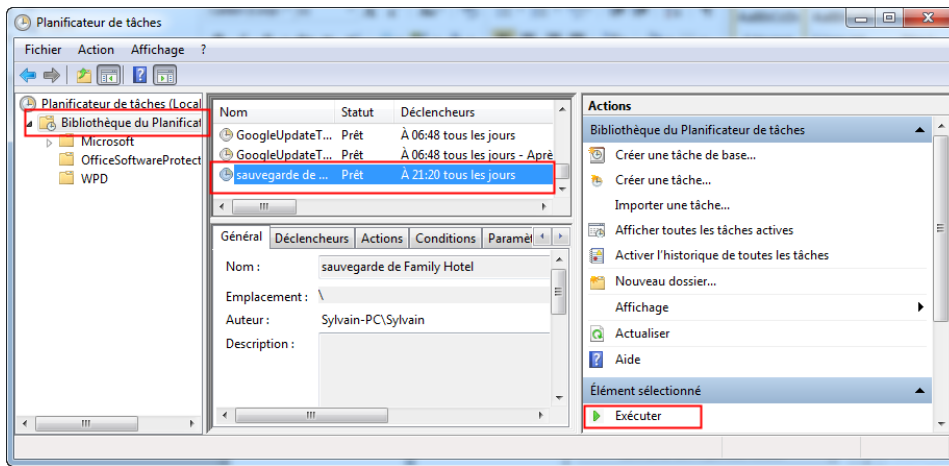 Planificateur de tâches
Fichier Action Affichage ?
Planificateur de tâches (Local
Bibliothèque du Planificat
Microsoft
OfficeSoftwareProtect
WPD
Nom Statut Déclencheurs
GoogleUpdateT... Prêt À 06:48 tous les jours
GoogleUpdateT... Prêt À 06:48 tous les jours - Aprè
sauvegarde de ... Prêt À 21:20 tous les jours
Général Déclencheurs Actions Conditions Paramèt
Nom : sauvegarde de Family Hotel
Emplacement : \
Auteur : Sylvain-PC\Sylvain
Description :
Actions
Bibliothèque du Planificateur de tâches
Créer une tâche de base...
Créer une tâche...
Importer une tâche...
Afficher toutes les tâches actives
Activer l'historique de toutes les tâches
Nouveau dossier...
Affichage
Actualiser
Aide
Élément sélectionné
Exécuter